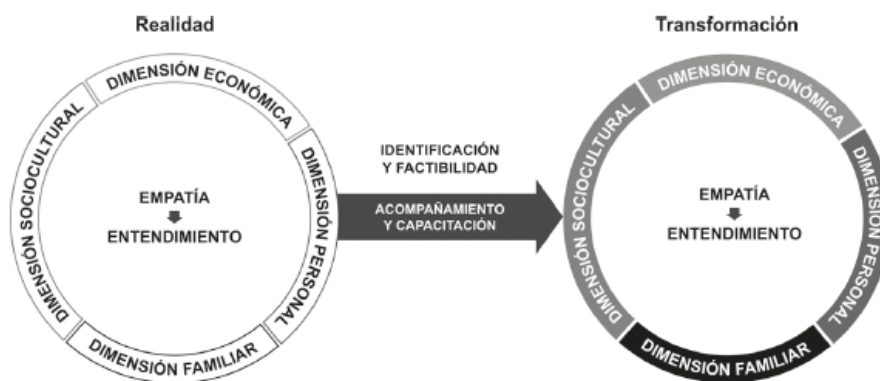 Realidad
DIMENSIÓN ECONÓMICA
DIMENSIÓN SOCIOCULTURAL
DIMENSIÓN PERSONAL
DIMENSIÓN FAMILIAR
EMPATÍA
ENTENDIMIENTO
IDENTIFICACIÓN
Y FACTIBILIDAD
ACOMPAÑAMIENTO
Y CAPACITACIÓN
Transformación
DIMENSIÓN ECONÓMICA
DIMENSIÓN SOCIOCULTURAL
DIMENSIÓN PERSONAL
DIMENSIÓN FAMILIAR
EMPATÍA
ENTENDIMIENTO